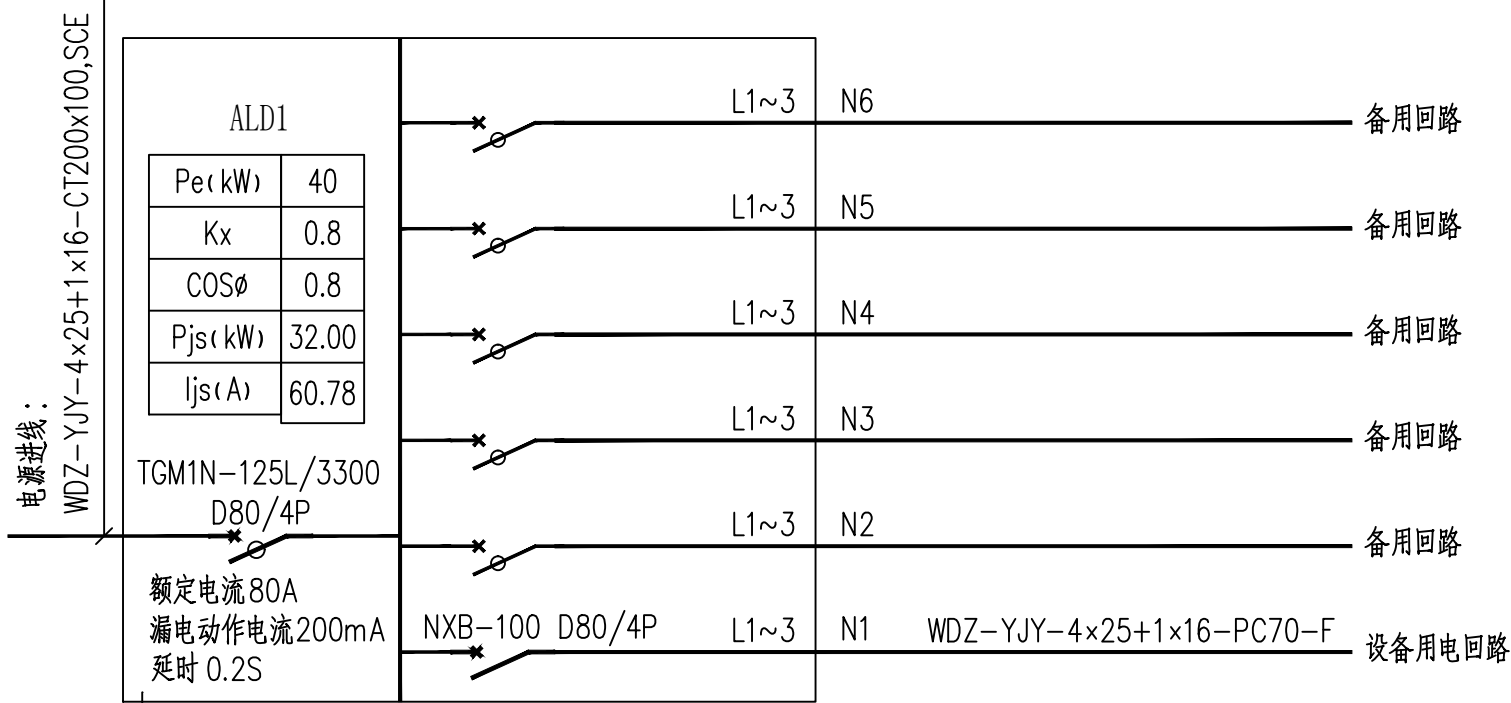 电源进线：
WDZ-YJY-4×25+1×16-CT200x100,SCE
ALD1
Pe(kW) 40
Kx 0.8
COSø 0.8
Pjs(kW) 32.00
Ijs(A) 60.78
TGM1N-125L/3300
D80/4P
额定电流80A
漏电动作电流200mA
延时 0.2S
L1~3 N6 备用回路
L1~3 N5 备用回路
L1~3 N4 备用回路
L1~3 N3 备用回路
L1~3 N2 备用回路
NXB-100 D80/4P L1~3 N1 WDZ-YJY-4×25+1×16-PC70-F 设备用电回路